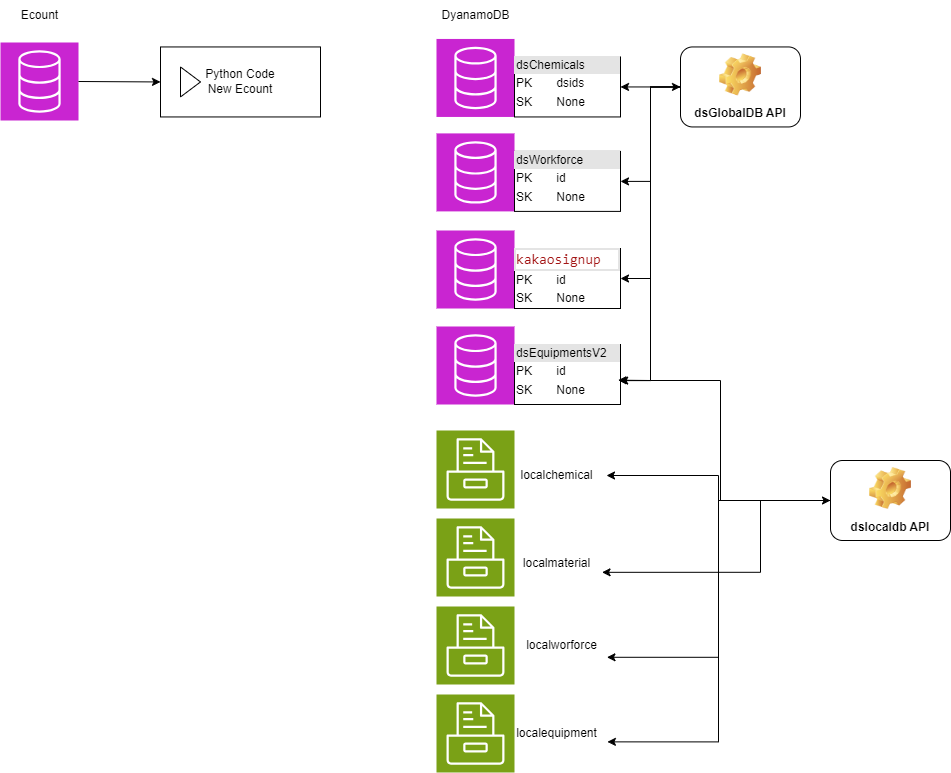 Ecount
DyanamoDB
Python Code
New Ecount
dsChemicals
PK dsids
SK None
dsGlobalDB API
dsWorkforce
PK id
SK None
kakaosignup
PK id
SK None
dsEquipmentsV2
PK id
SK None
localchemical
dslocaldb API
localmaterial
localworforce
localequipment